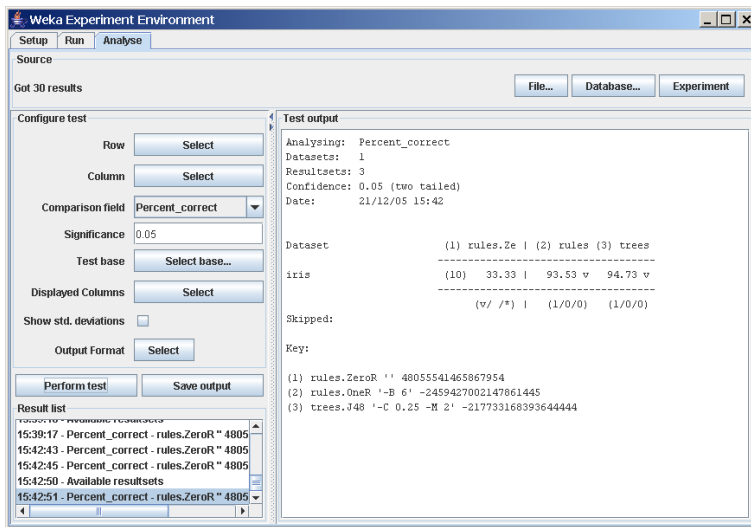 Weka Experiment Environment
Setup Run Analyse
Source
Got 30 results
File... Database... Experiment
Configure test
Row Select
Column Select
Comparison field Percent_correct
Significance 0.05
Test base Select base...
Displayed Columns Select
Show std. deviations
Output Format Select
Perform test Save output
Result list
15:39:16 - Available resultsets
15:39:17 - Percent_correct - rules.ZeroR '' 4805
15:42:43 - Percent_correct - rules.ZeroR '' 4805
15:42:45 - Percent_correct - rules.ZeroR '' 4805
15:42:50 - Available resultsets
15:42:51 - Percent_correct - rules.ZeroR '' 4805
Test output
Analysing: Percent_correct
Datasets: 1
Resultsets: 3
Confidence: 0.05 (two tailed)
Date: 21/12/05 15:42
Dataset (1) rules.Ze | (2) rules (3) trees
--------------------------------------
iris (10) 33.33 | 93.53 v 94.73 v
--------------------------------------
(v/ /*) | (1/0/0) (1/0/0)
Skipped:
Key:
(1) rules.ZeroR '' 48055541465867954
(2) rules.OneR '-B 6' -2459427002147861445
(3) trees.J48 '-C 0.25 -M 2' -217733168393644444